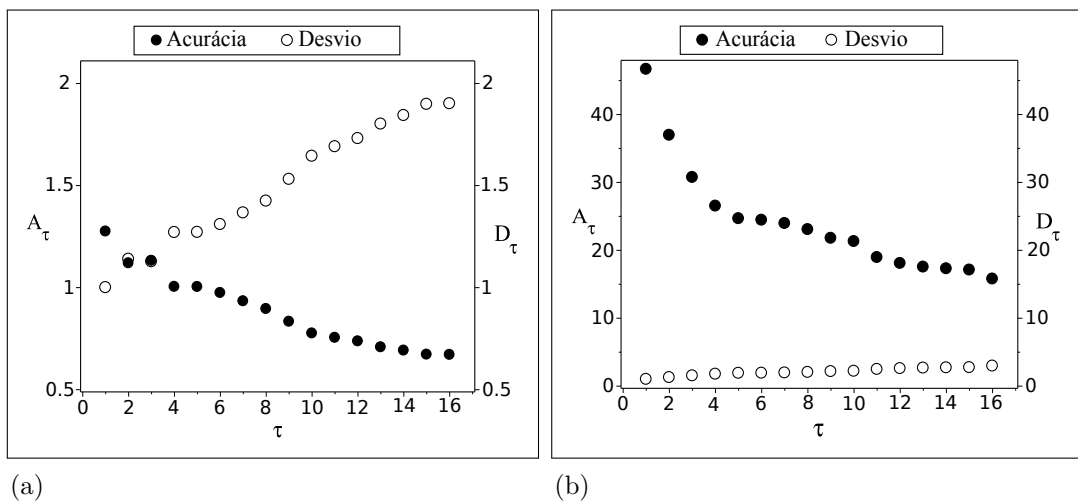 Acurácia Desvio
2 2
1.5 1.5
A_τ D_τ
1 1
0.5 0.5
0 2 4 6 8 10 12 14 16
τ
(a)
Acurácia Desvio
40 40
30 30
A_τ D_τ
20 20
10 10
0 0
0 2 4 6 8 10 12 14 16
τ
(b)